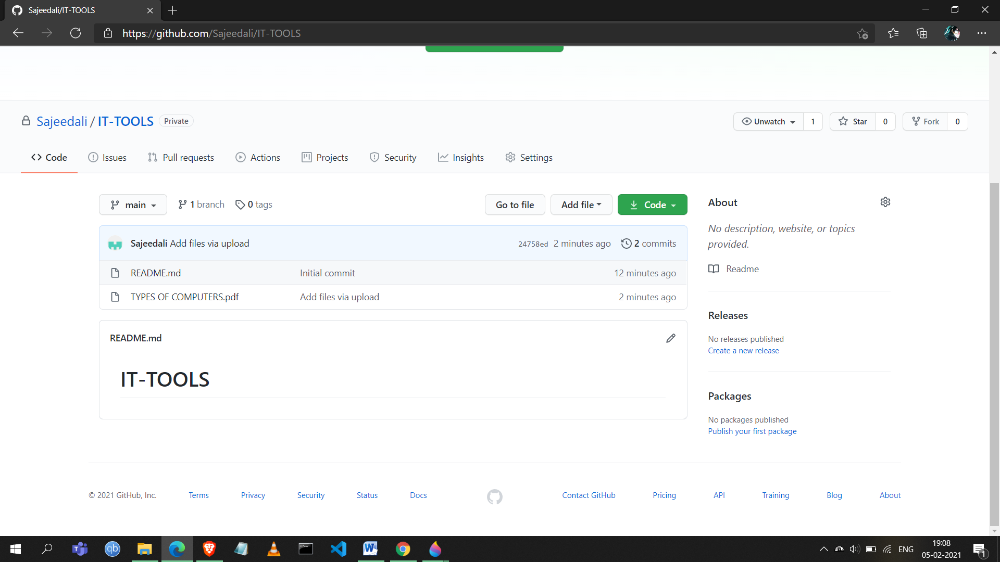 Sajeedali/IT-TOOLS
https://github.com/Sajeedali/IT-TOOLS
Sajeedali / IT-TOOLS Private
Unwatch 1 Star 0 Fork 0
Code Issues Pull requests Actions Projects Security Insights Settings
main 1 branch 0 tags Go to file Add file Code
Sajeedali Add files via upload 24758ed 2 minutes ago 2 commits
README.md Initial commit 12 minutes ago
TYPES OF COMPUTERS.pdf Add files via upload 2 minutes ago
README.md
IT-TOOLS
About
No description, website, or topics
provided.
Readme
Releases
No releases published
Create a new release
Packages
No packages published
Publish your first package
© 2021 GitHub, Inc. Terms Privacy Security Status Docs Contact GitHub Pricing API Training Blog About
T qb W ENG
19:08
05-02-2021
1